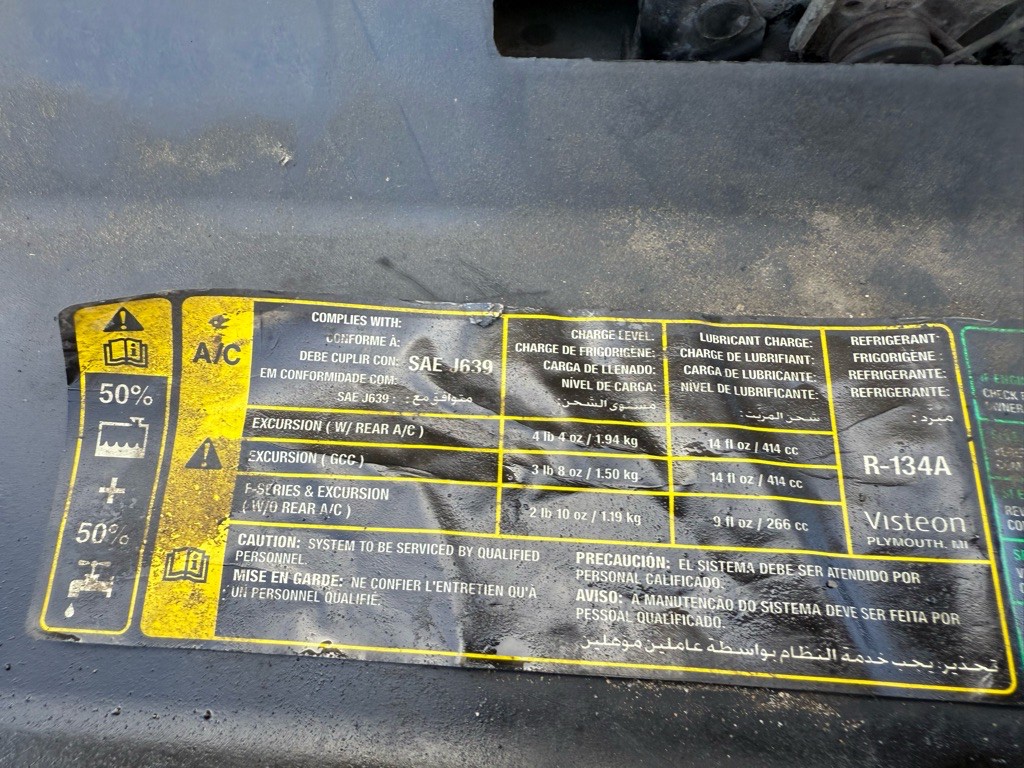 50%
+
50%
A/C
COMPLIES WITH:
CONFORME À:
DEBE CUPLIR CON: SAE J639
EM CONFORMIDADE COM:
SAE J639 : متوافق مع:
CHARGE LEVEL:
CHARGE DE FRIGORIGÈNE:
CARGA DE LLENADO:
NÍVEL DE CARGA:
مستوى الشحن:
LUBRICANT CHARGE:
CHARGE DE LUBRIFIANT:
CARGA DE LUBRICANTE:
NÍVEL DE LUBRIFICANTE:
شحن المزيت:
REFRIGERANT:
FRIGORIGÈNE :
REFRIGERANTE:
REFRIGERANTE:
مبرد :
EXCURSION ( W/ REAR A/C ) 4 lb 4 oz / 1.94 kg 14 fl oz / 414 cc
EXCURSION ( GCC ) 3 lb 8 oz / 1.50 kg 14 fl oz / 414 cc
F-SERIES & EXCURSION
( W/O REAR A/C ) 2 lb 10 oz / 1.19 kg 9 fl oz / 266 cc
R-134A
Visteon
PLYMOUTH, MI
CAUTION: SYSTEM TO BE SERVICED BY QUALIFIED
PERSONNEL.
MISE EN GARDE: NE CONFIER L'ENTRETIEN QU'À
UN PERSONNEL QUALIFIÉ.
PRECAUCIÓN: EL SISTEMA DEBE SER ATENDIDO POR
PERSONAL CALIFICADO.
AVISO: A MANUTENCÃO DO SISTEMA DEVE SER FEITA POR
PESSOAL QUALIFICADO.
تحذير: يجب خدمة النظام بواسطة عاملين موهلين
CHECK